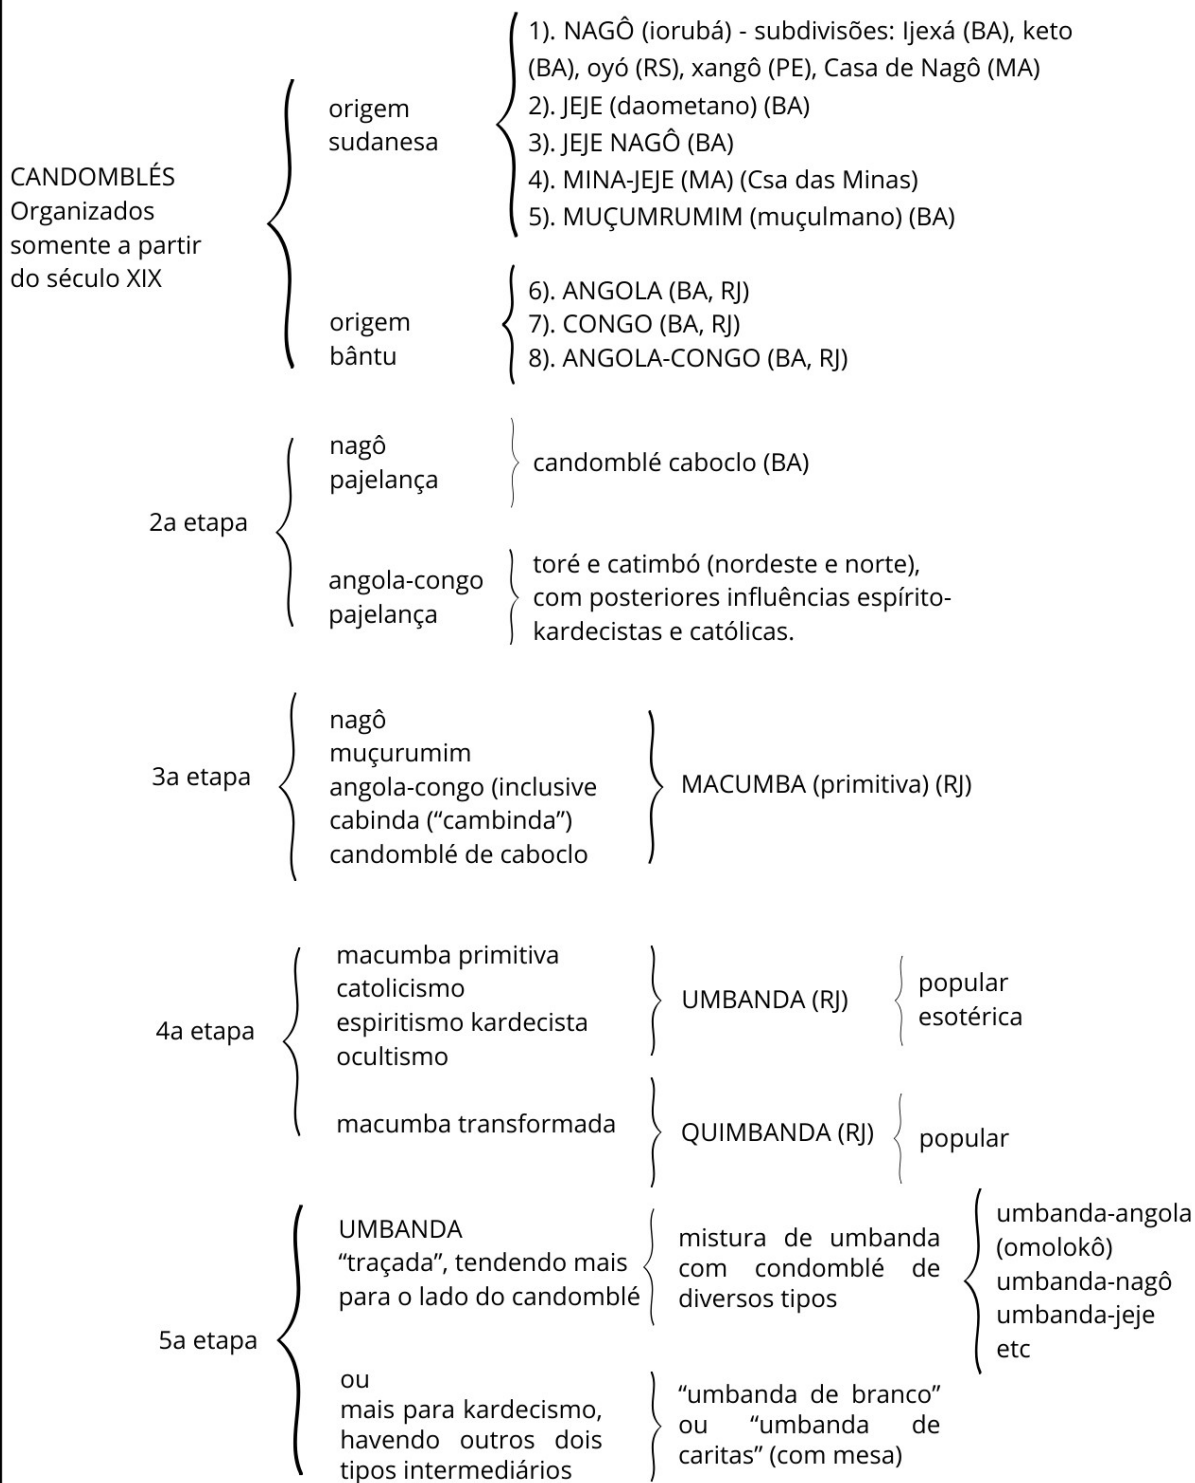 CANDOMBLÉS
Organizados
somente a partir
do século XIX
origem
sudanesa
1). NAGÔ (iorubá) - subdivisões: Ijexá (BA), keto
(BA), oyó (RS), xangô (PE), Casa de Nagô (MA)
2). JEJE (daometano) (BA)
3). JEJE NAGÔ (BA)
4). MINA-JEJE (MA) (Csa das Minas)
5). MUÇUMRUMIM (muçulmano) (BA)
origem
bântu
6). ANGOLA (BA, RJ)
7). CONGO (BA, RJ)
8). ANGOLA-CONGO (BA, RJ)
2a etapa
nagô
pajelança
candomblé caboclo (BA)
angola-congo
pajelança
toré e catimbó (nordeste e norte),
com posteriores influências espírito-
kardecistas e católicas.
3a etapa
nagô
muçurumim
angola-congo (inclusive
cabinda (“cambinda”)
candomblé de caboclo
MACUMBA (primitiva) (RJ)
4a etapa
macumba primitiva
catolicismo
espiritismo kardecista
ocultismo
UMBANDA (RJ)
popular
esotérica
macumba transformada
QUIMBANDA (RJ)
popular
5a etapa
UMBANDA
“traçada”, tendendo mais
para o lado do candomblé
mistura de umbanda
com condomblé de
diversos tipos
umbanda-angola
(omolokô)
umbanda-nagô
umbanda-jeje
etc
ou
mais para kardecismo,
havendo outros dois
tipos intermediários
“umbanda de branco”
ou “umbanda de
caritas” (com mesa)